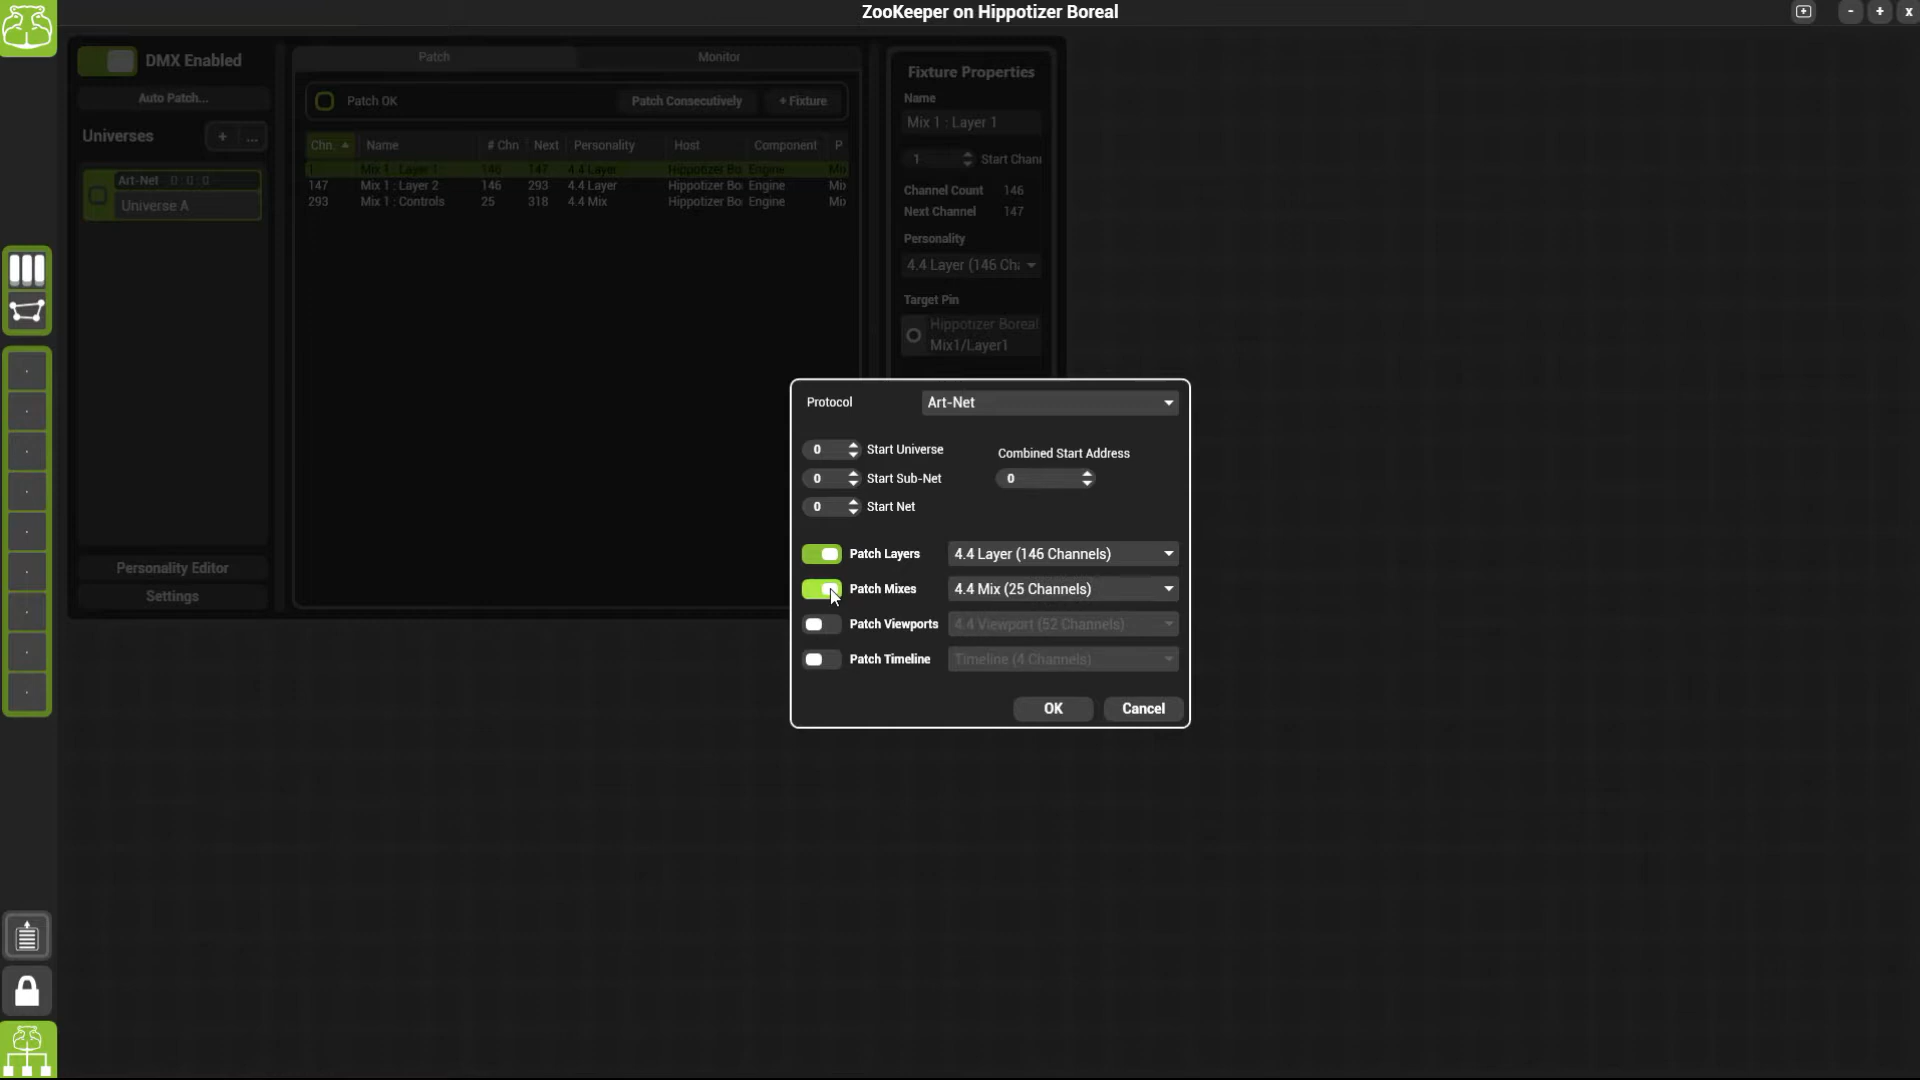 ZooKeeper on Hippotizer Boreal
- + x
DMX Enabled
Auto Patch...
Universes + ...
Art-Net 0 : 0 : 0
Universe A
Personality Editor
Settings
Patch Monitor
Patch OK Patch Consecutively + Fixture
Chn Name # Chn Next Personality Host Component P
1 Mix 1 : Layer 1 146 147 4.4 Layer Hippotizer Bo Engine Mix
147 Mix 1 : Layer 2 146 293 4.4 Layer Hippotizer Bo Engine Mix
293 Mix 1 : Controls 25 318 4.4 Mix Hippotizer Bo Engine Mix
Fixture Properties
Name
Mix 1 : Layer 1
1 Start Chann
Channel Count 146
Next Channel 147
Personality
4.4 Layer (146 Cha
Target Pin
Hippotizer Boreal
Mix1/Layer1
Protocol Art-Net
0 Start Universe Combined Start Address
0 Start Sub-Net 0
0 Start Net
Patch Layers 4.4 Layer (146 Channels)
Patch Mixes 4.4 Mix (25 Channels)
Patch Viewports 4.4 Viewport (52 Channels)
Patch Timeline Timeline (4 Channels)
OK Cancel